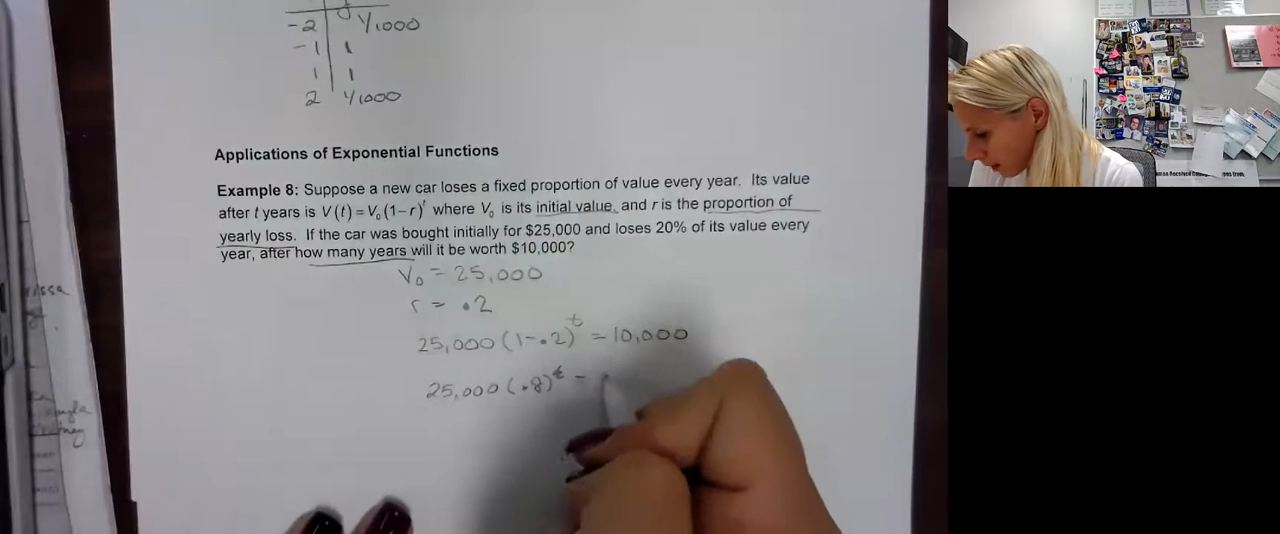 -2 1/1000
-1 1
1 1
2 1/1000
Applications of Exponential Functions
Example 8: Suppose a new car loses a fixed proportion of value every year. Its value
after t years is V(t) = V₀(1-r)ᵗ where V₀ is its initial value, and r is the proportion of
yearly loss. If the car was bought initially for $25,000 and loses 20% of its value every
year, after how many years will it be worth $10,000?
V₀ = 25,000
r = .2
25,000 (1-.2)ᵗ = 10,000
25,000 (.8)ᵗ -